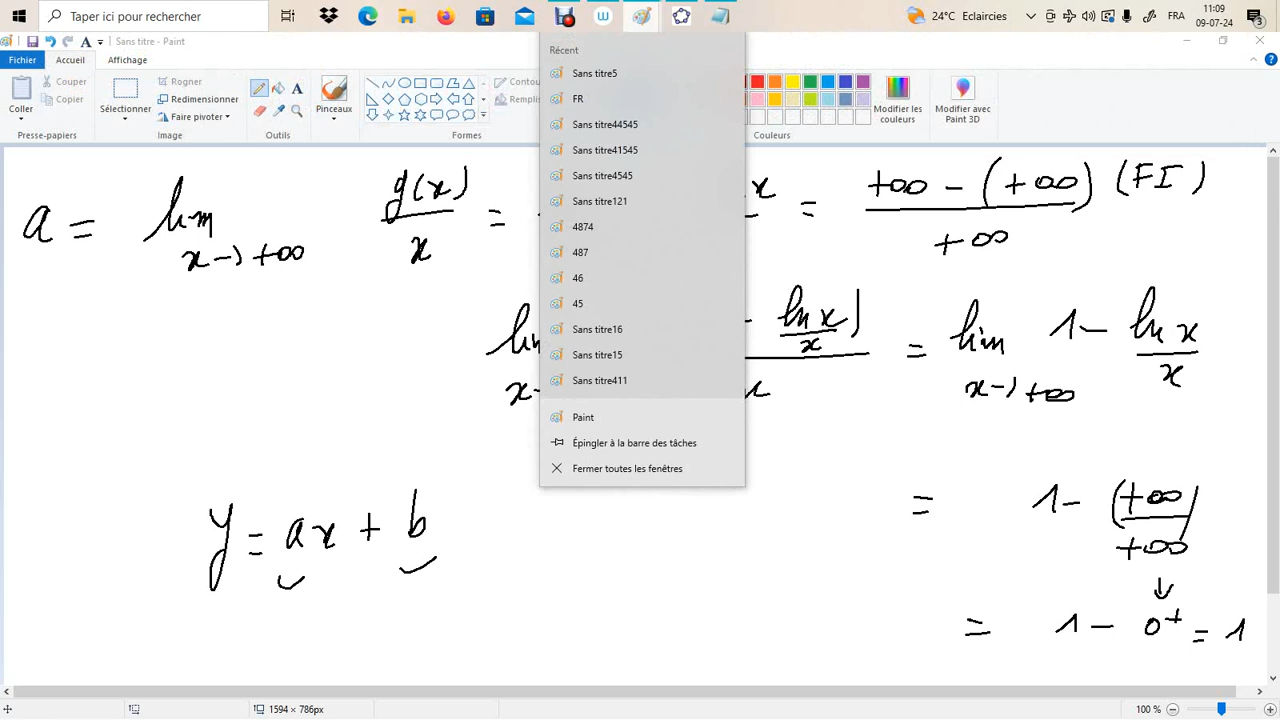 Taper ici pour rechercher
24°C Eclaircies
FRA
11:09
09-07-24
3
Sans titre - Paint
Fichier
Accueil
Affichage
Coller
Couper
Copier
Presse-papiers
Sélectionner
Rogner
Redimensionner
Faire pivoter
Image
A
Outils
Pinceaux
Contou
Remplis
Formes
Modifier les
couleurs
Modifier avec
Paint 3D
Couleurs
Récent
Sans titre5
FR
Sans titre44545
Sans titre41545
Sans titre4545
Sans titre121
4874
487
46
45
Sans titre16
Sans titre15
Sans titre411
Paint
Épingler à la barre des tâches
Fermer toutes les fenêtres
a = lim x→+∞ g(x)/x = x = +∞ - (+∞) / +∞ (FI)
lim x→ - ln x/x) / x = lim x→+∞ 1 - ln x / x
= 1 - (+∞/+∞)
↓
y = ax + b
= 1 - 0+ = 1
1594 × 786px
100 %